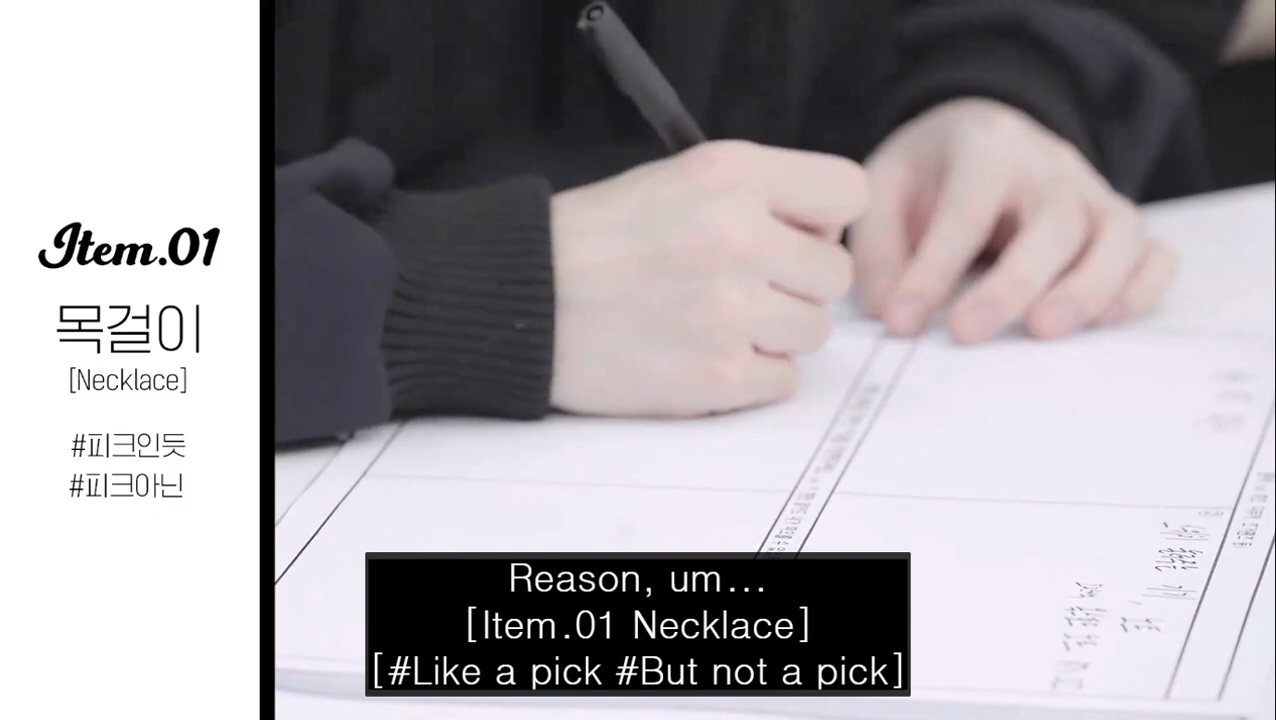 Item.01
목걸이
[Necklace]
#피크인듯
#피크아닌
Reason, um...
[Item.01 Necklace]
[#Like a pick #But not a pick]